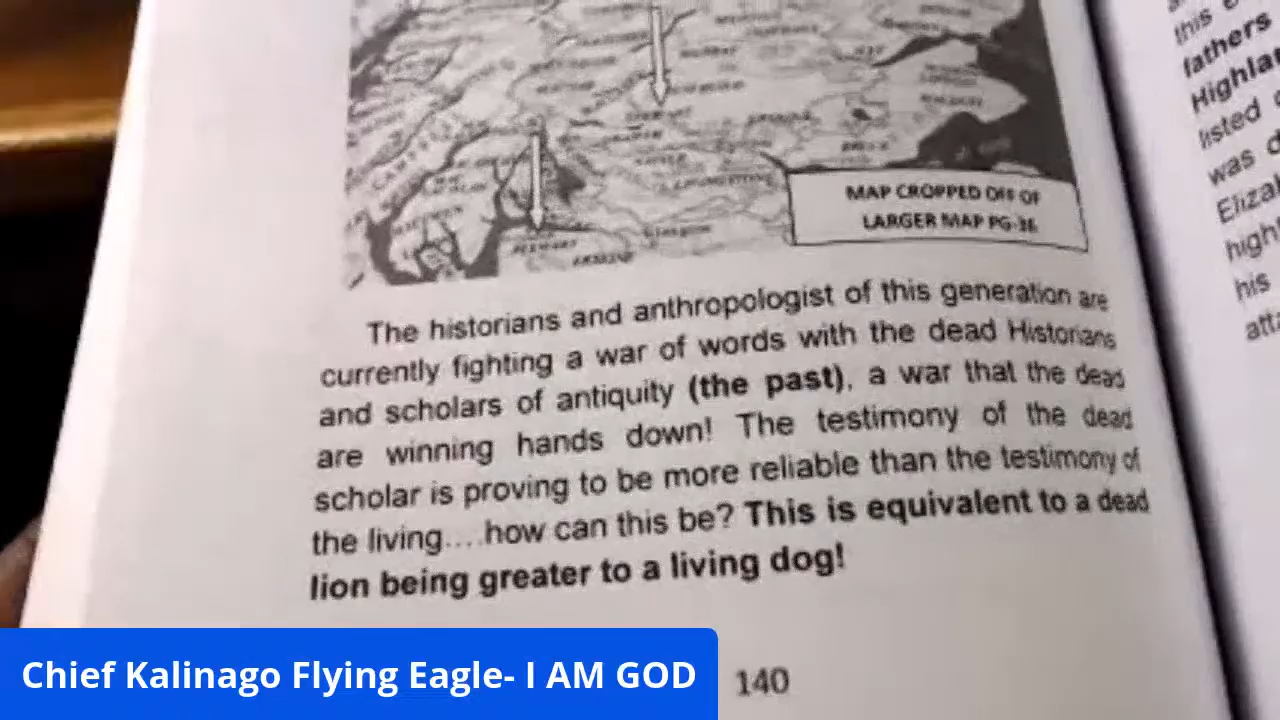 MAP CROPPED OFF OF
LARGER MAP PG-36
The historians and anthropologist of this generation are
currently fighting a war of words with the dead Historians
and scholars of antiquity (the past), a war that the dead
are winning hands down! The testimony of the dead
scholar is proving to be more reliable than the testimony of
the living....how can this be? This is equivalent to a dead
lion being greater to a living dog!
140
this
fathers
listed
was
his
Chief Kalinago Flying Eagle- I AM GOD